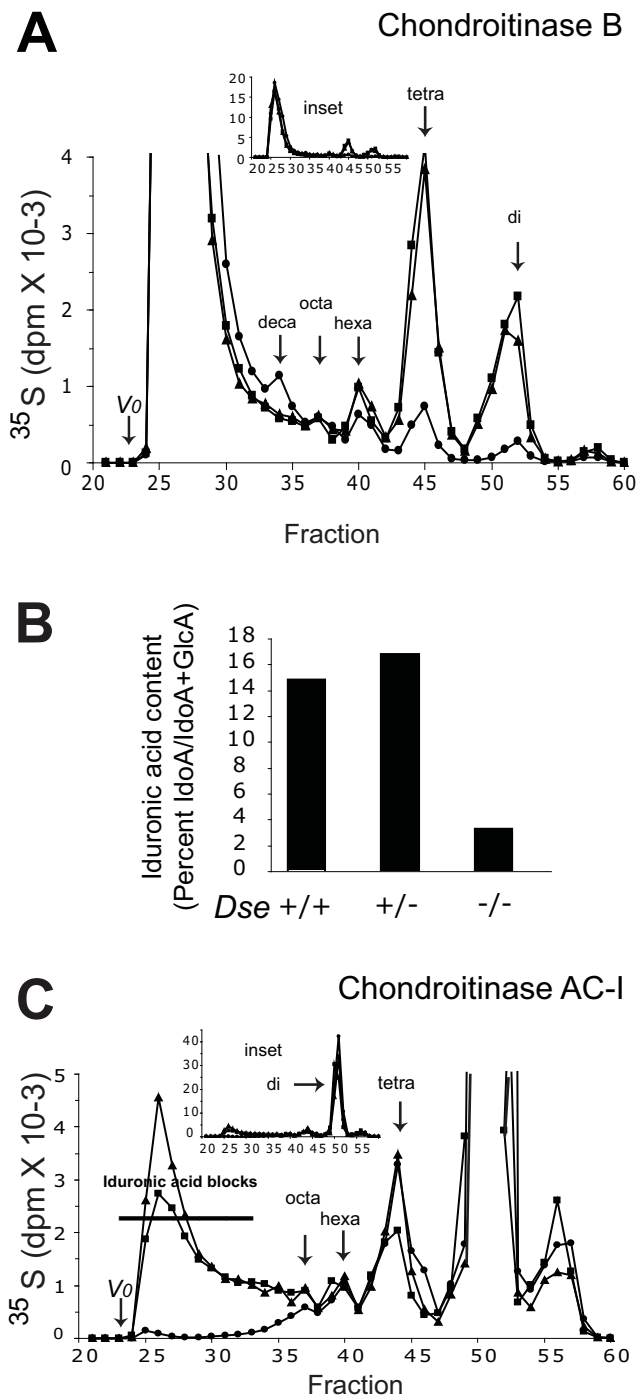 A
Chondroitinase B
20
15
10
5
0
inset
20 25 30 35 40 45 50 55
tetra
di
deca
octa
hexa
V0
4
3
2
1
0
35S (dpm X 10-3)
20 25 30 35 40 45 50 55 60
Fraction
B
Iduronic acid content
(Percent IdoA/IdoA+GlcA)
18
16
14
12
10
8
6
4
2
0
Dse +/+ +/- -/-
C
Chondroitinase AC-I
40
30
20
10
0
inset
di
20 25 30 35 40 43 50 55
tetra
Iduronic acid blocks
octa
hexa
V0
5
4
3
2
1
0
35S (dpm X 10-3)
20 25 30 35 40 45 50 55 60
Fraction